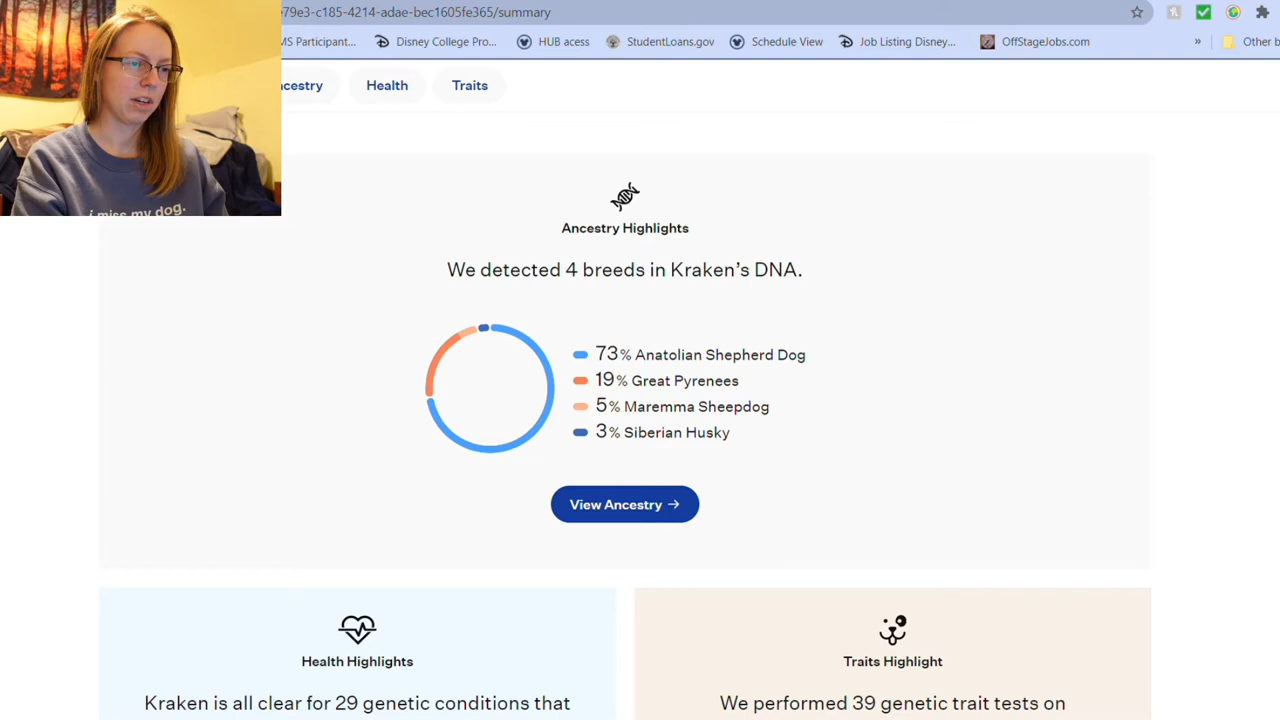 79e3-c185-4214-adae-bec1605fe365/summary
MS Participant... Disney College Pro... HUB acess StudentLoans.gov Schedule View Job Listing Disney... OffStageJobs.com » Other b
cestry Health Traits
i miss my dog.
Ancestry Highlights
We detected 4 breeds in Kraken's DNA.
73% Anatolian Shepherd Dog
19% Great Pyrenees
5% Maremma Sheepdog
3% Siberian Husky
View Ancestry →
Health Highlights
Kraken is all clear for 29 genetic conditions that
Traits Highlight
We performed 39 genetic trait tests on